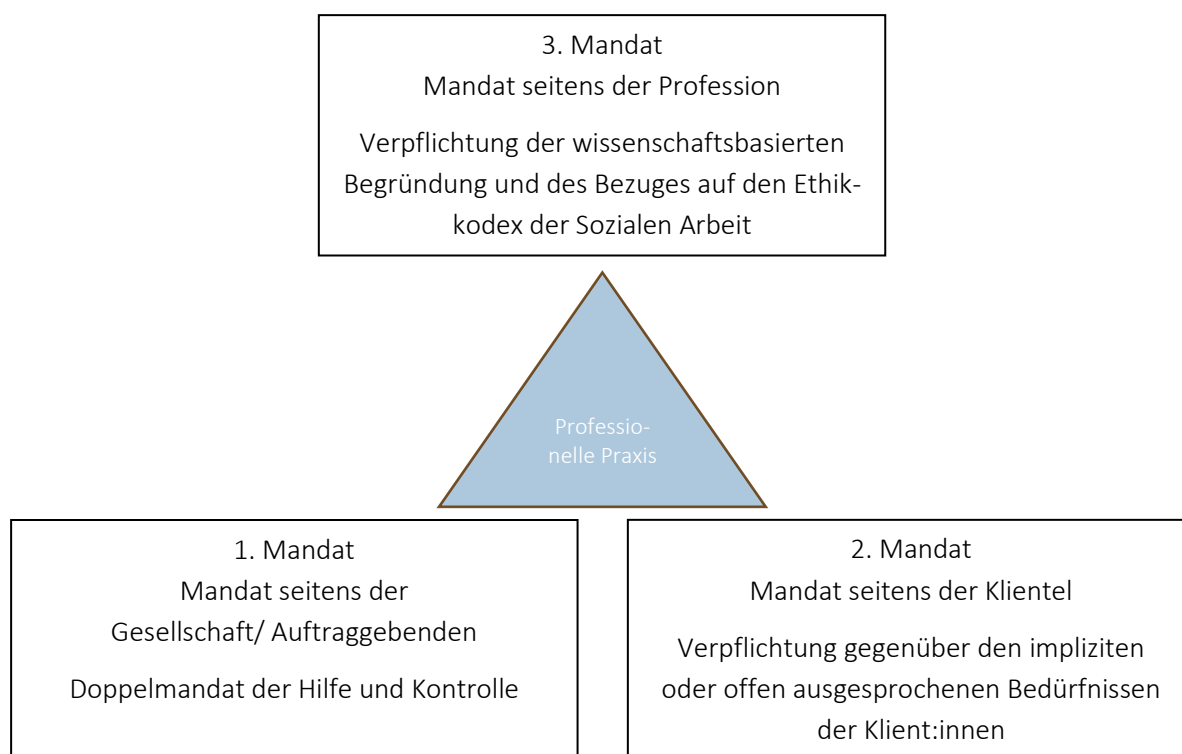 3. Mandat
Mandat seitens der Profession
Verpflichtung der wissenschaftsbasierten
Begründung und des Bezuges auf den Ethik-
kodex der Sozialen Arbeit
Professio-
nelle Praxis
1. Mandat
Mandat seitens der
Gesellschaft/ Auftraggebenden
Doppelmandat der Hilfe und Kontrolle
2. Mandat
Mandat seitens der Klientel
Verpflichtung gegenüber den impliziten
oder offen ausgesprochenen Bedürfnissen
der Klient:innen